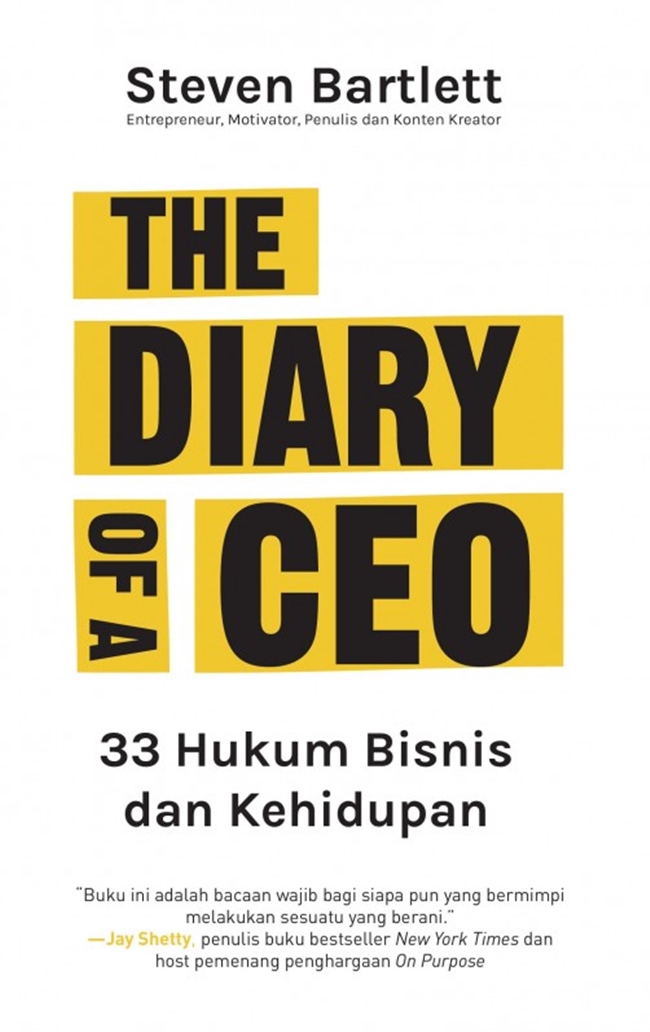 Steven Bartlett
Entrepreneur, Motivator, Penulis dan Konten Kreator
THE
DIARY
OF A
CEO
33 Hukum Bisnis
dan Kehidupan
“Buku ini adalah bacaan wajib bagi siapa pun yang bermimpi
melakukan sesuatu yang berani.”
—Jay Shetty, penulis buku bestseller New York Times dan
host pemenang penghargaan On Purpose